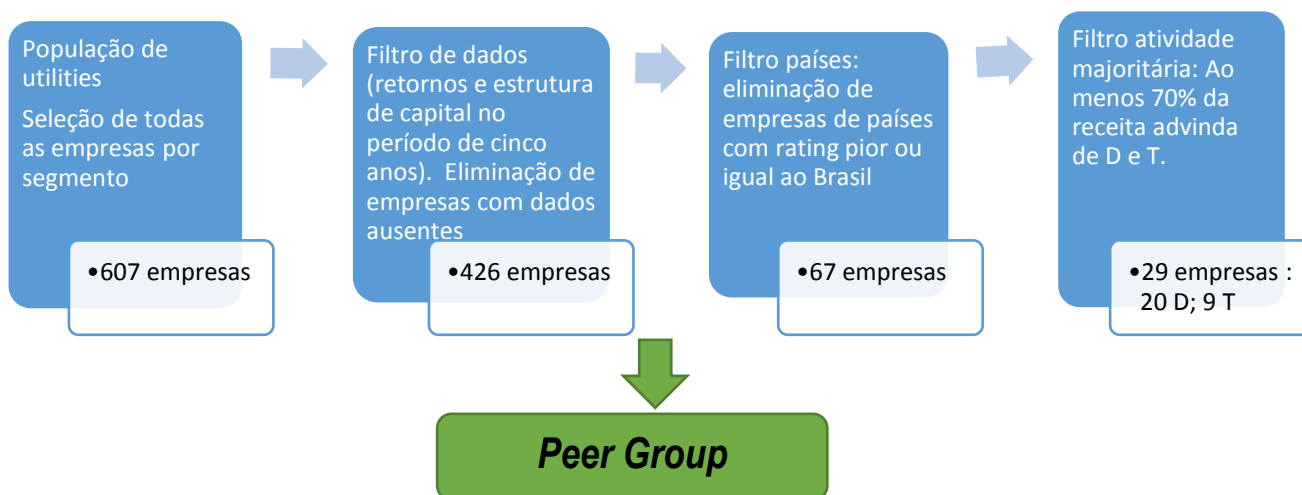 População de
utilities
Seleção de todas
as empresas por
segmento
•607 empresas
Filtro de dados
(retornos e estrutura
de capital no
período de cinco
anos). Eliminação de
empresas com dados
ausentes
•426 empresas
Filtro países:
eliminação de
empresas de países
com rating pior ou
igual ao Brasil
•67 empresas
Filtro atividade
majoritária: Ao
menos 70% da
receita advinda
de D e T.
•29 empresas :
20 D; 9 T
Peer Group